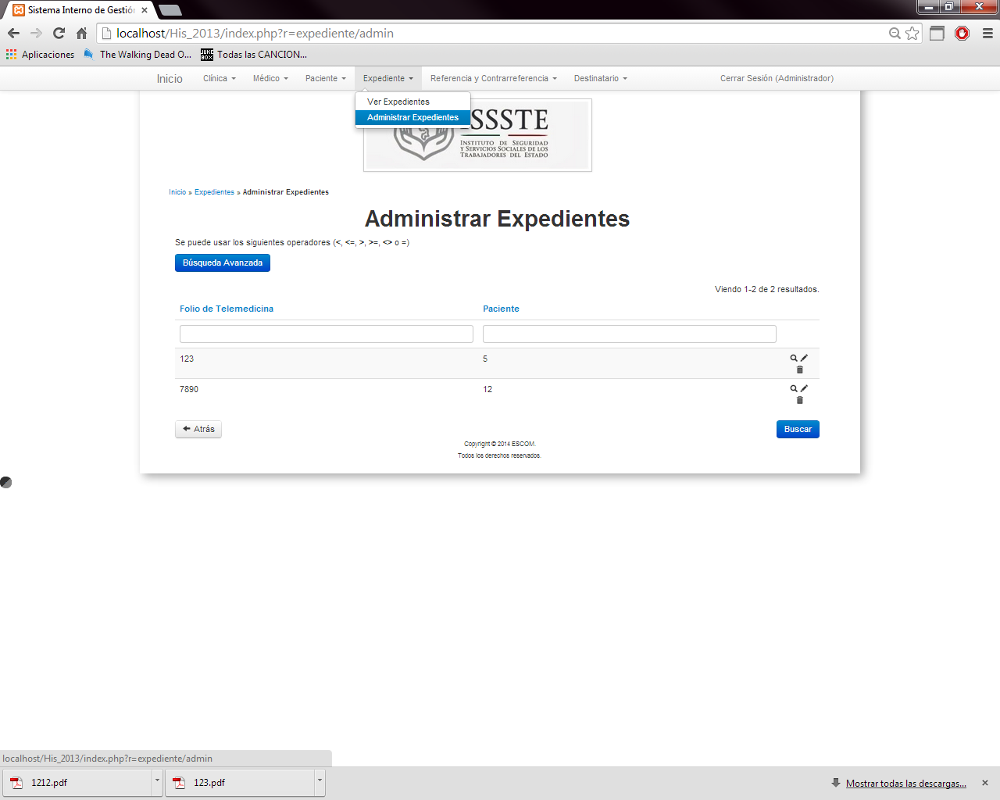 Sistema Interno de Gestión
localhost/His_2013/index.php?r=expediente/admin
Aplicaciones
The Walking Dead O...
JUKE BOX
Todas las CANCION...
Inicio
Clínica
Médico
Paciente
Expediente
Referencia y Contrarreferencia
Destinatario
Cerrar Sesión (Administrador)
Ver Expedientes
Administrar Expedientes
ISSSTE
INSTITUTO DE SEGURIDAD
Y SERVICIOS SOCIALES DE LOS
TRABAJADORES DEL ESTADO
Inicio » Expedientes » Administrar Expedientes
Administrar Expedientes
Se puede usar los siguientes operadores (<, <=, >, >=, <> o =)
Búsqueda Avanzada
Viendo 1-2 de 2 resultados.
Folio de Telemedicina Paciente
123 5
7890 12
Atrás
Buscar
Copyright © 2014 ESCOM.
Todos los derechos reservados.
localhost/His_2013/index.php?r=expediente/admin
1212.pdf
123.pdf
Mostrar todas las descargas...